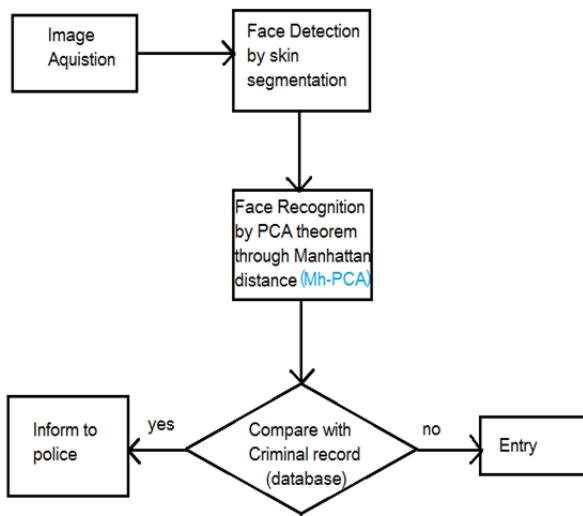 Image
Aquistion
Face Detection
by skin
segmentation
Face Recognition
by PCA theorem
through Manhattan
distance (Mh-PCA)
Inform to
police
yes
Compare with
Criminal record
(database)
no
Entry